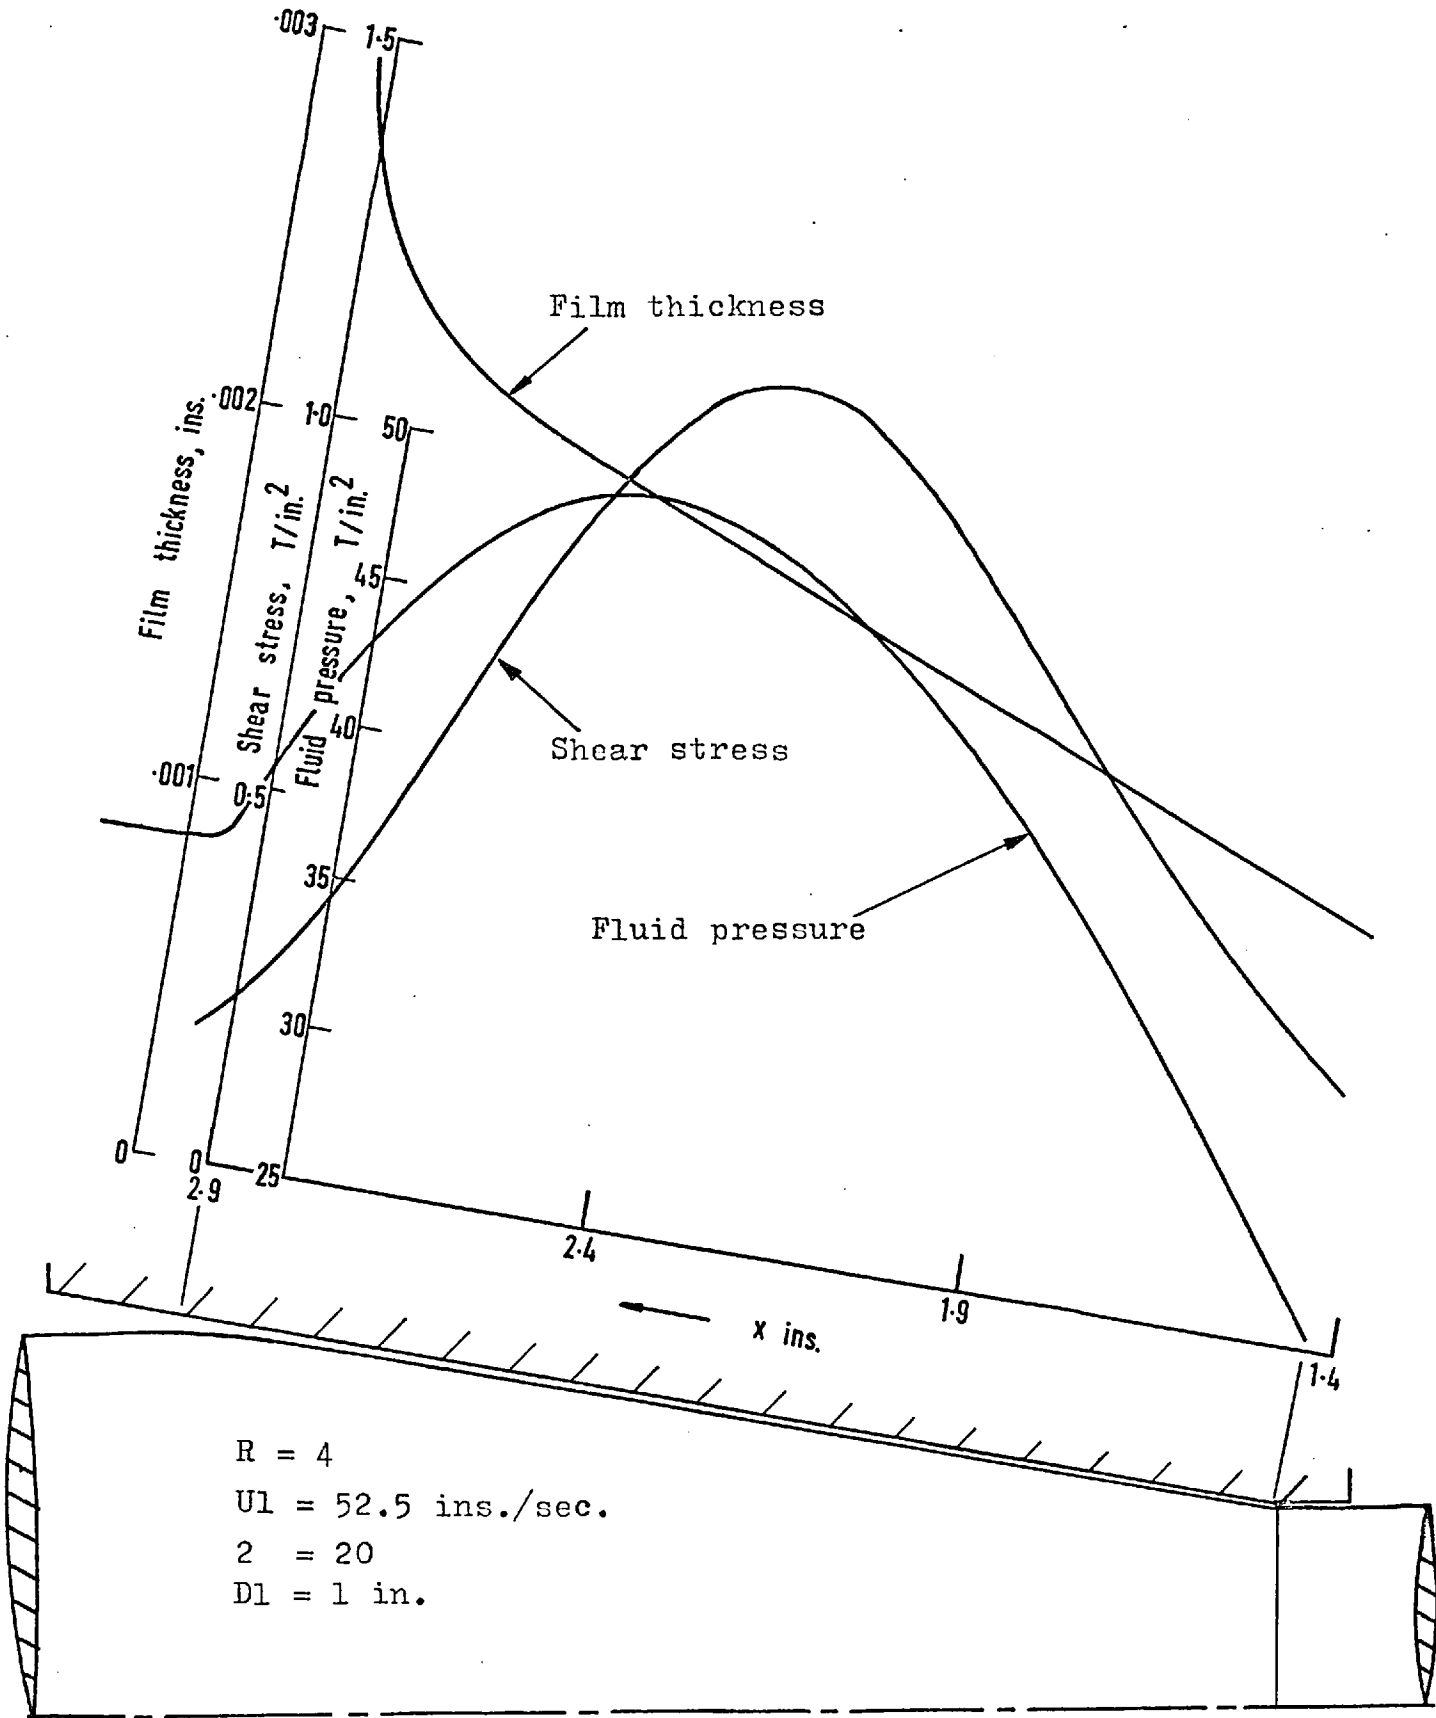 ·003
1·5
Film thickness
Film thickness, ins.
·002
1·0
50
Shear stress, T/in.²
Fluid pressure, T/in.²
45
40
Shear stress
·001
0·5
35
Fluid pressure
30
0
0
25
2·9
2·4
1·9
1·4
x ins.
R = 4
U1 = 52.5 ins./sec.
2 = 20
D1 = 1 in.